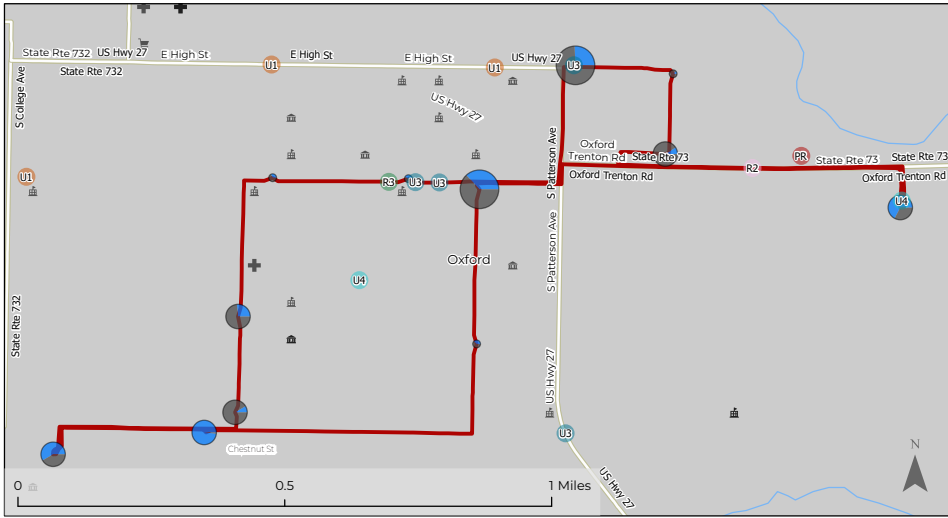 State Rte 732
US Hwy 27
E High St
E High St
E High St
US Hwy 27
State Rte 732
U1
U1
U3
S College Ave
US Hwy 27
S Patterson Ave
Oxford
Trenton Rd
State Rte 73
PR
State Rte 73
State Rte 73
R2
Oxford Trenton Rd
Oxford Trenton Rd
U1
R3
U3
U3
U4
S Patterson Ave
Oxford
U4
State Rte 732
US Hwy 27
U3
Chestnut St
US Hwy 27
N
0
0.5
1 Miles